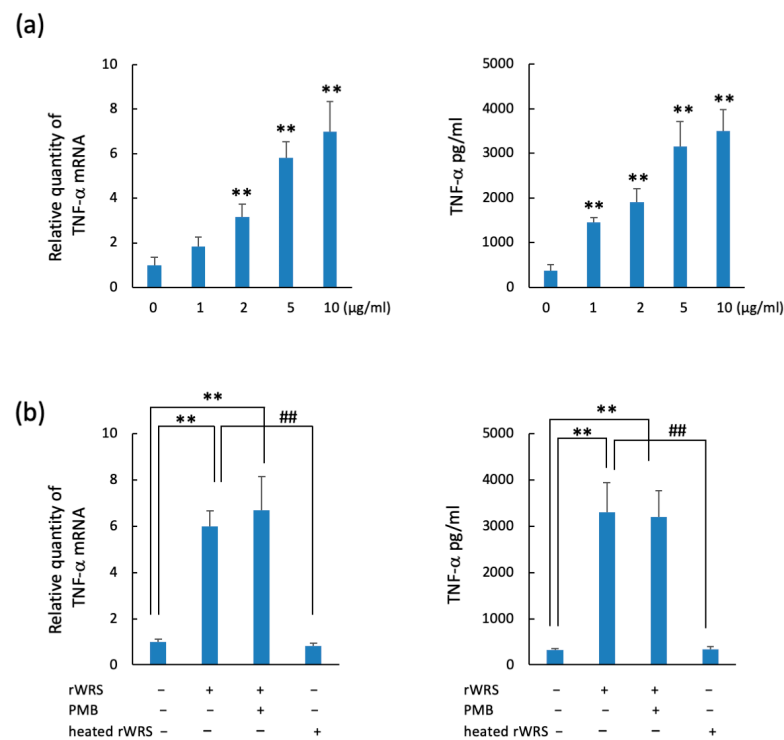 (a)
Relative quantity of
TNF-α mRNA
10
8
6
4
2
0
**
**
**
0 1 2 5 10 (µg/ml)
TNF-α pg/ml
5000
4000
3000
2000
1000
0
**
**
**
**
0 1 2 5 10 (µg/ml)
(b)
Relative quantity of
TNF-α mRNA
10
8
6
4
2
0
**
**
##
rWRS – + + –
PMB – – + –
heated rWRS – – – +
TNF-α pg/ml
5000
4000
3000
2000
1000
0
**
**
##
rWRS – + + –
PMB – – + –
heated rWRS – – – +